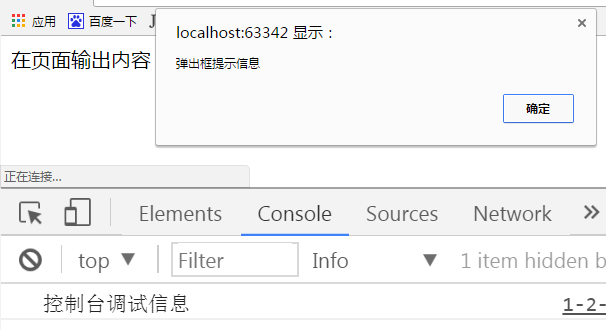 应用 百度一下 J
localhost:63342 显示：
在页面输出内容
弹出框提示信息
确定
正在连接...
Elements Console Sources Network
top Filter Info 1 item hidden b
控制台调试信息 1-2-